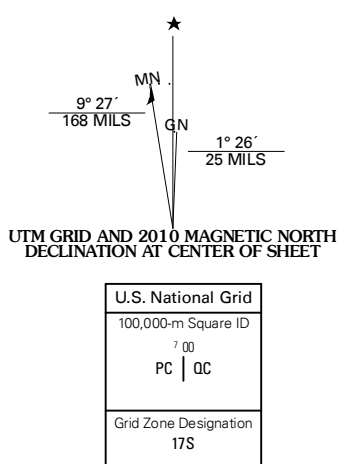 MN
GN
9° 27´
168 MILS
1° 26´
25 MILS
UTM GRID AND 2010 MAGNETIC NORTH
DECLINATION AT CENTER OF SHEET
U.S. National Grid
100,000-m Square ID
7 00
PC QC
Grid Zone Designation
17S